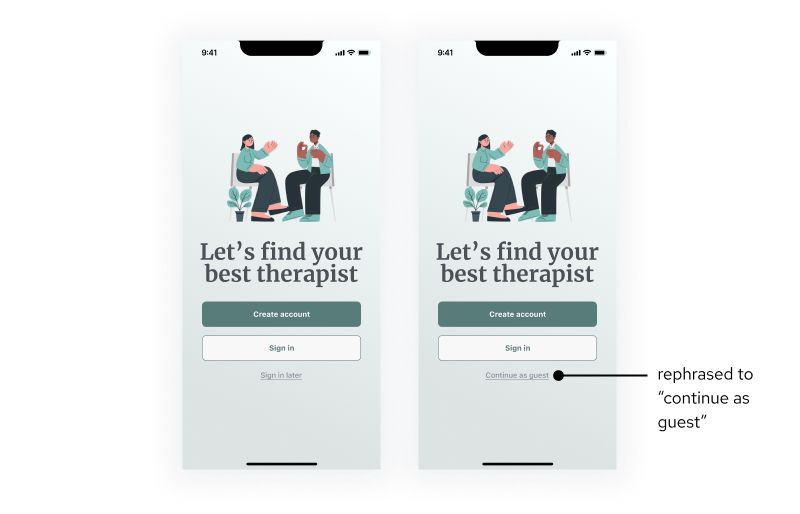 9:41
Let’s find your
best therapist
Create account
Sign in
Sign in later
9:41
Let’s find your
best therapist
Create account
Sign in
Continue as guest
rephrased to
“continue as
guest”